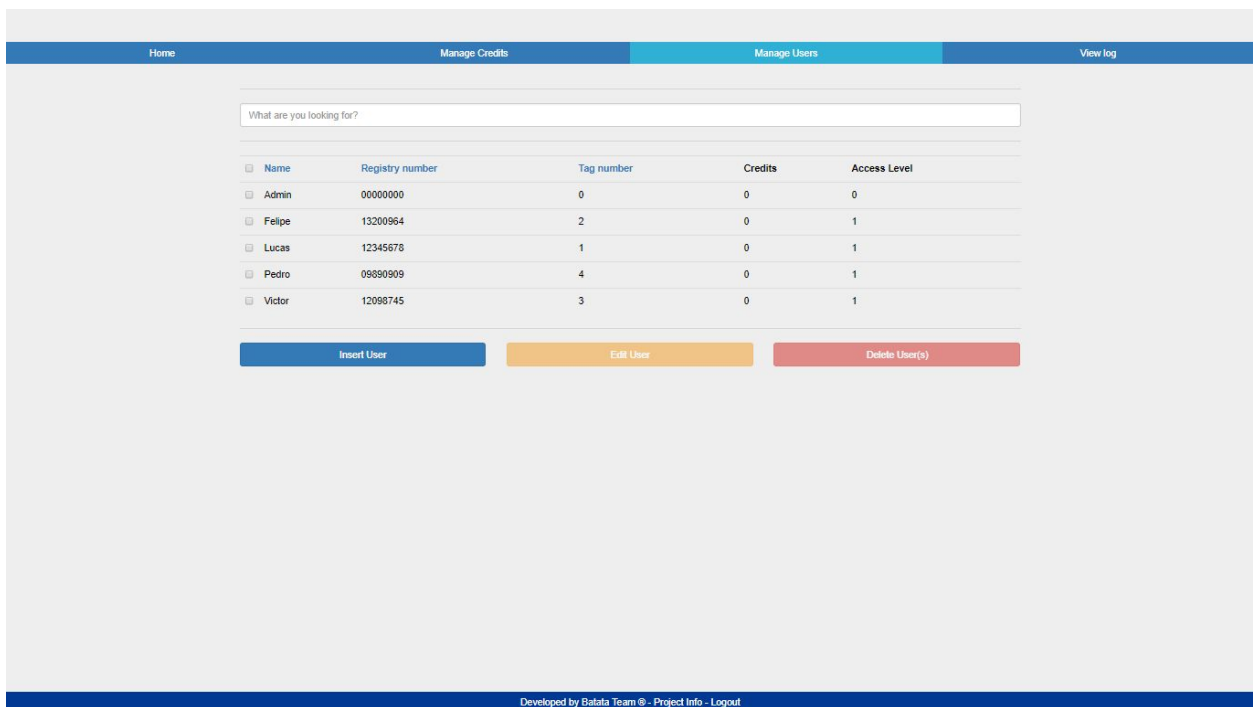 Home Manage Credits Manage Users View log
What are you looking for?
Name Registry number Tag number Credits Access Level
Admin 00000000 0 0 0
Felipe 13200964 2 0 1
Lucas 12345678 1 0 1
Pedro 09890909 4 0 1
Victor 12098745 3 0 1
Insert User Edit User Delete User(s)
Developed by Batata Team ® - Project Info - Logout